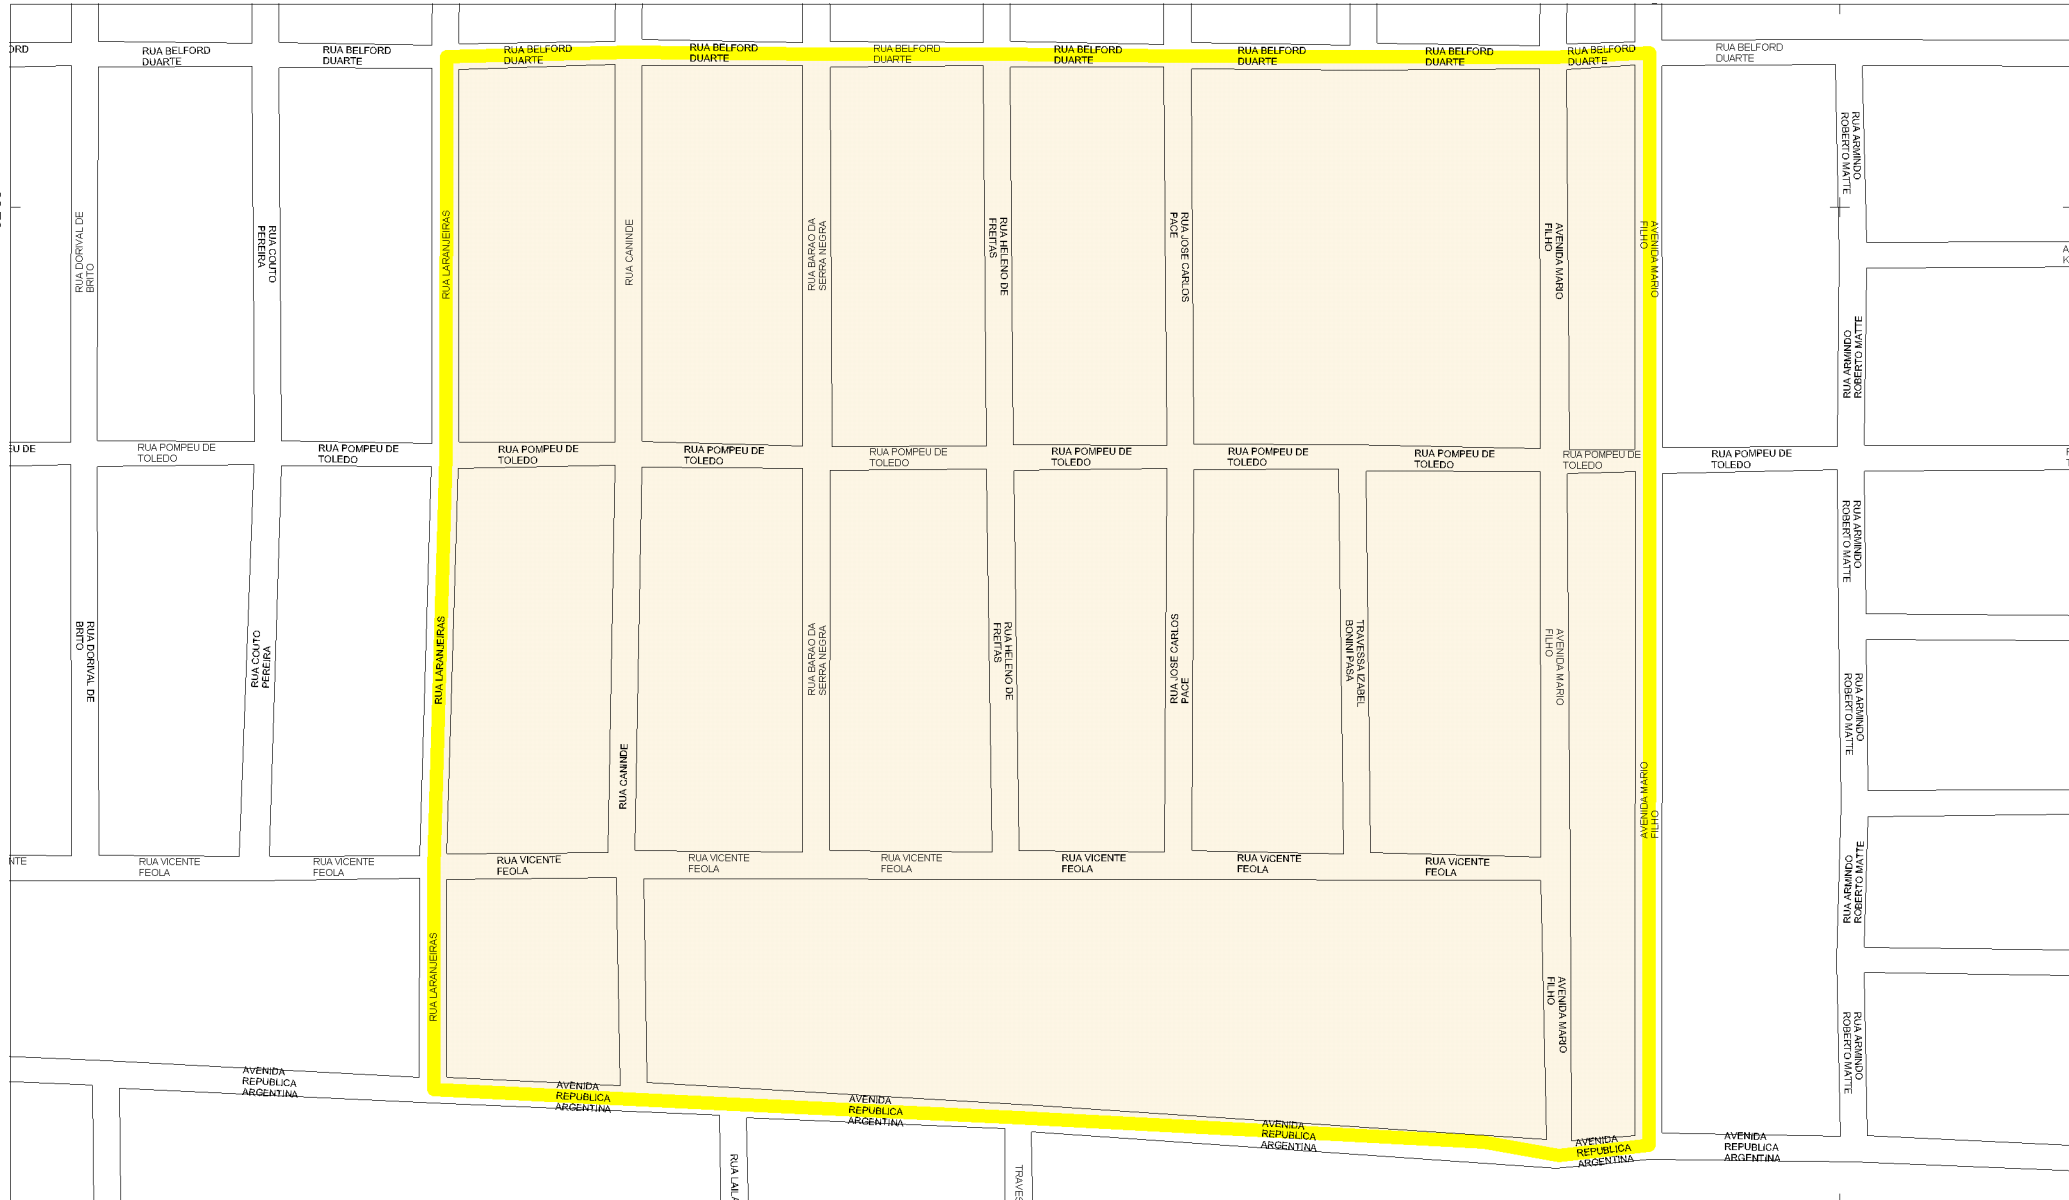 ORD
RUA BELFORD
DUARTE
RUA BELFORD
DUARTE
RUA BELFORD
DUARTE
RUA BELFORD
DUARTE
RUA BELFORD
DUARTE
RUA BELFORD
DUARTE
RUA BELFORD
DUARTE
RUA BELFORD
DUARTE
RUA BELFORD
DUARTE
RUA BELFORD
DUARTE
RUA ARMINDO
ROBERTO MATTE
RUA DORIVAL DE
BRITO
RUA COUTO
PEREIRA
RUA LARANJEIRAS
RUA CANINDE
RUA BARAO DA
SERRA NEGRA
RUA HELENO DE
FREITAS
RUA JOSE CARLOS
PACE
AVENIDA MARIO
FILHO
AVENIDA MARIO
FILHO
A
K
RUA ARMINDO
ROBERTO MATTE
EU DE
RUA POMPEU DE
TOLEDO
RUA POMPEU DE
TOLEDO
RUA POMPEU DE
TOLEDO
RUA POMPEU DE
TOLEDO
RUA POMPEU DE
TOLEDO
RUA POMPEU DE
TOLEDO
RUA POMPEU DE
TOLEDO
RUA POMPEU DE
TOLEDO
RUA POMPEU DE
TOLEDO
RUA POMPEU DE
TOLEDO
RUA ARMINDO
ROBERTO MATTE
RUA DORIVAL DE
BRITO
RUA COUTO
PEREIRA
RUA LARANJEIRAS
RUA CANINDE
RUA BARAO DA
SERRA NEGRA
RUA HELENO DE
FREITAS
RUA JOSE CARLOS
PACE
TRAVESSA IZABEL
BONINI PASA
AVENIDA MARIO
FILHO
AVENIDA MARIO
FILHO
RUA ARMINDO
ROBERTO MATTE
NTE
RUA VICENTE
FEOLA
RUA VICENTE
FEOLA
RUA VICENTE
FEOLA
RUA VICENTE
FEOLA
RUA VICENTE
FEOLA
RUA VICENTE
FEOLA
RUA VICENTE
FEOLA
RUA VICENTE
FEOLA
RUA ARMINDO
ROBERTO MATTE
RUA LARANJEIRAS
AVENIDA MARIO
FILHO
RUA ARMINDO
ROBERTO MATTE
AVENIDA
REPUBLICA
ARGENTINA
AVENIDA
REPUBLICA
ARGENTINA
AVENIDA
REPUBLICA
ARGENTINA
AVENIDA
REPUBLICA
ARGENTINA
AVENIDA
REPUBLICA
ARGENTINA
AVENIDA
REPUBLICA
ARGENTINA
RUA LAILA
TRAVES